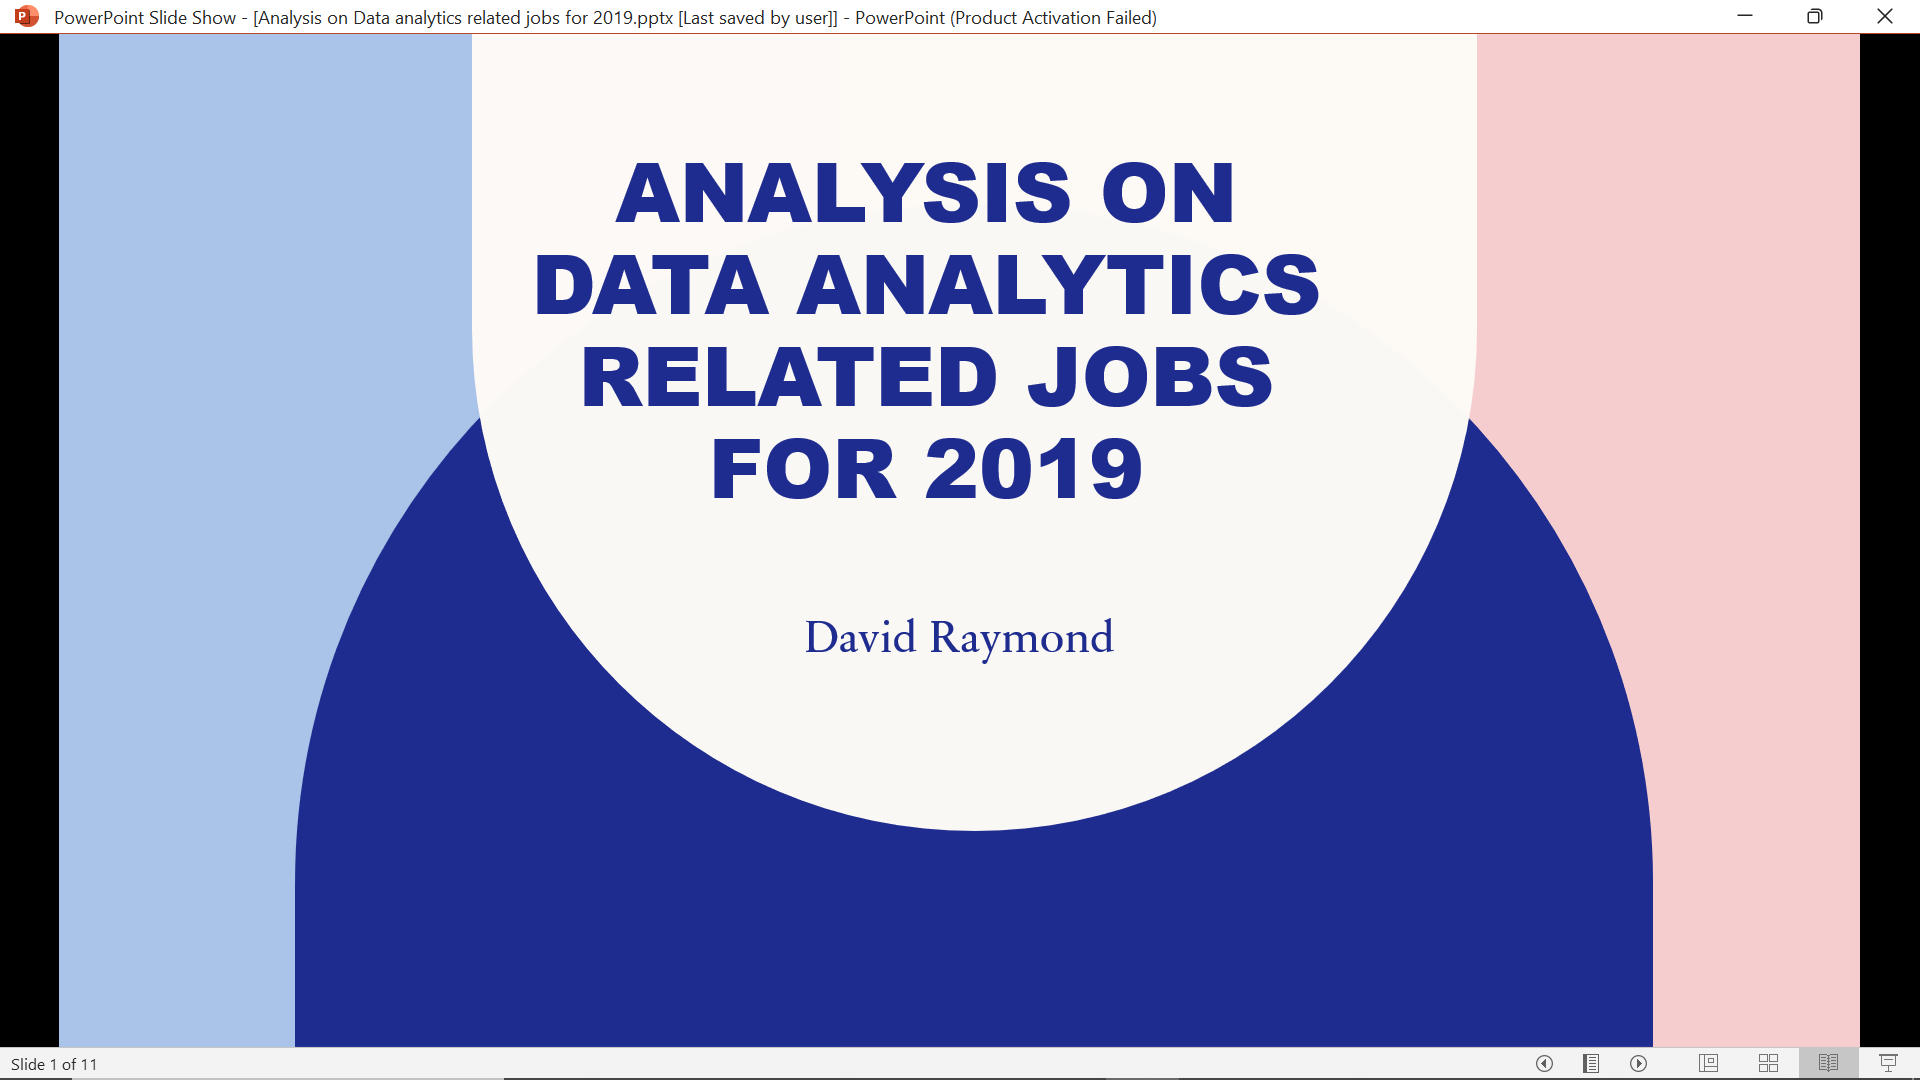 PowerPoint Slide Show - [Analysis on Data analytics related jobs for 2019.pptx [Last saved by user]] - PowerPoint (Product Activation Failed)
ANALYSIS ON
DATA ANALYTICS
RELATED JOBS
FOR 2019
David Raymond
Slide 1 of 11